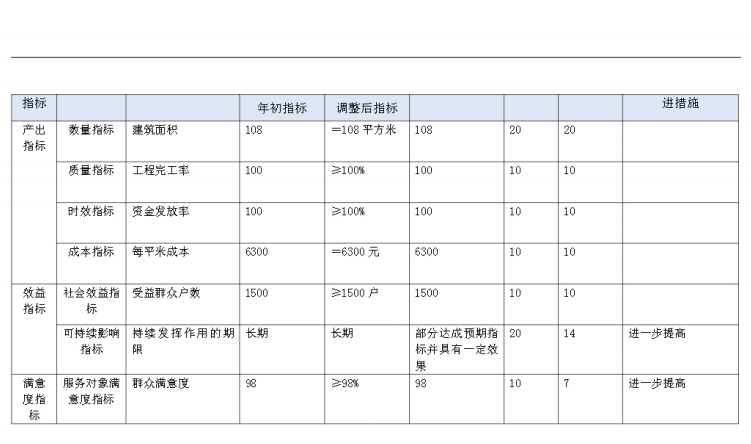 指标 年初指标 调整后指标 进措施
产出指标 数量指标 建筑面积 108 ＝108 平方米 108 20 20
质量指标 工程完工率 100 ≥100% 100 10 10
时效指标 资金发放率 100 ≥100% 100 10 10
成本指标 每平米成本 6300 ＝6300 元 6300 10 10
效益指标 社会效益指标 受益群众户数 1500 ≥1500 户 1500 10 10
可持续影响指标 持续发挥作用的期限 长期 长期 部分达成预期指标并具有一定效果 20 14 进一步提高
满意度指标 服务对象满意度指标 群众满意度 98 ≥98% 98 10 7 进一步提高